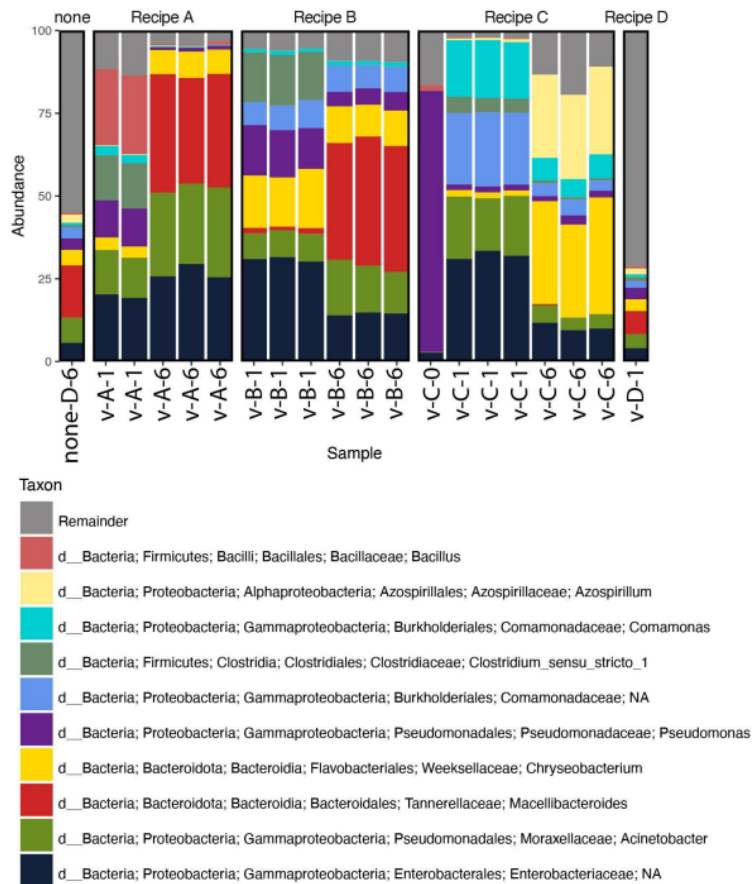 none Recipe A Recipe B Recipe C Recipe D
100
75
50
25
0
Abundance
none-D-6
v-A-1
v-A-1
v-A-6
v-A-6
v-A-6
v-B-1
v-B-1
v-B-1
v-B-6
v-B-6
v-B-6
v-C-0
v-C-1
v-C-1
v-C-1
v-C-6
v-C-6
v-C-6
v-D-1
Sample
Taxon
Remainder
d__Bacteria; Firmicutes; Bacilli; Bacillales; Bacillaceae; Bacillus
d__Bacteria; Proteobacteria; Alphaproteobacteria; Azospirillales; Azospirillaceae; Azospirillum
d__Bacteria; Proteobacteria; Gammaproteobacteria; Burkholderiales; Comamonadaceae; Comamonas
d__Bacteria; Firmicutes; Clostridia; Clostridiales; Clostridiaceae; Clostridium_sensu_stricto_1
d__Bacteria; Proteobacteria; Gammaproteobacteria; Burkholderiales; Comamonadaceae; NA
d__Bacteria; Proteobacteria; Gammaproteobacteria; Pseudomonadales; Pseudomonadaceae; Pseudomonas
d__Bacteria; Bacteroidota; Bacteroidia; Flavobacteriales; Weeksellaceae; Chryseobacterium
d__Bacteria; Bacteroidota; Bacteroidia; Bacteroidales; Tannerellaceae; Macellibacteroides
d__Bacteria; Proteobacteria; Gammaproteobacteria; Pseudomonadales; Moraxellaceae; Acinetobacter
d__Bacteria; Proteobacteria; Gammaproteobacteria; Enterobacterales; Enterobacteriaceae; NA